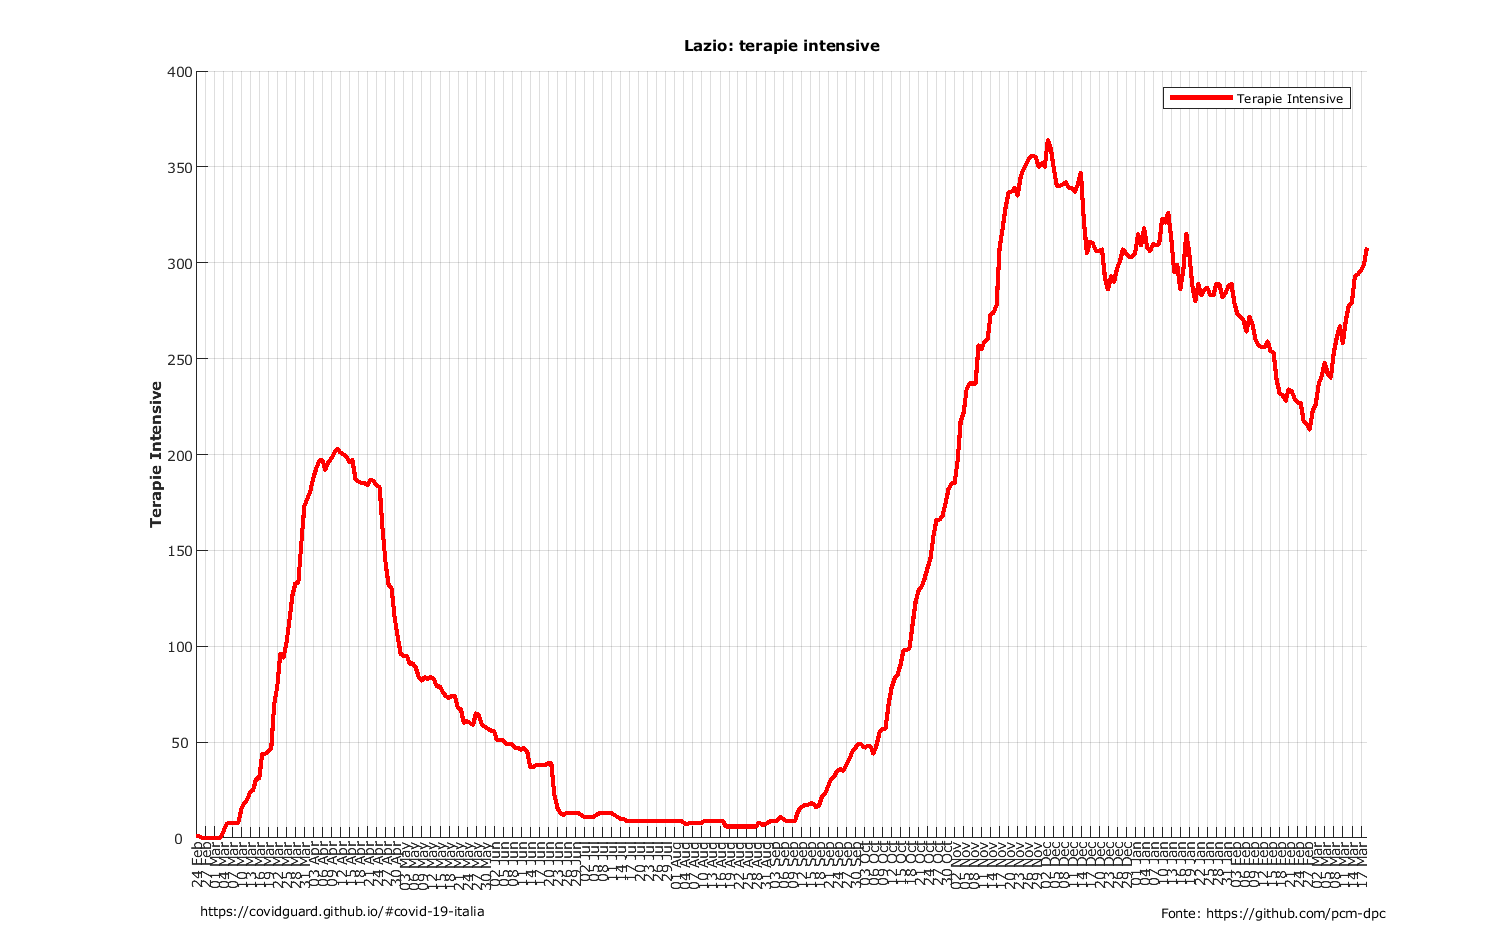 Lazio: terapie intensive
Terapie Intensive
Terapie Intensive
400
350
300
250
200
150
100
50
0
24 Feb
27 Feb
01 Mar
04 Mar
07 Mar
10 Mar
13 Mar
16 Mar
19 Mar
22 Mar
25 Mar
28 Mar
31 Mar
03 Apr
06 Apr
09 Apr
12 Apr
15 Apr
18 Apr
21 Apr
24 Apr
27 Apr
30 Apr
03 May
06 May
09 May
12 May
15 May
18 May
21 May
24 May
27 May
30 May
02 Jun
05 Jun
08 Jun
11 Jun
14 Jun
17 Jun
20 Jun
23 Jun
26 Jun
29 Jun
02 Jul
05 Jul
08 Jul
11 Jul
14 Jul
17 Jul
20 Jul
23 Jul
26 Jul
29 Jul
01 Aug
04 Aug
07 Aug
10 Aug
13 Aug
16 Aug
19 Aug
22 Aug
25 Aug
28 Aug
31 Aug
03 Sep
06 Sep
09 Sep
12 Sep
15 Sep
18 Sep
21 Sep
24 Sep
27 Sep
30 Sep
03 Oct
06 Oct
09 Oct
12 Oct
15 Oct
18 Oct
21 Oct
24 Oct
27 Oct
30 Oct
02 Nov
05 Nov
08 Nov
11 Nov
14 Nov
17 Nov
20 Nov
23 Nov
26 Nov
29 Nov
02 Dec
05 Dec
08 Dec
11 Dec
14 Dec
17 Dec
20 Dec
23 Dec
26 Dec
29 Dec
01 Jan
04 Jan
07 Jan
10 Jan
13 Jan
16 Jan
19 Jan
22 Jan
25 Jan
28 Jan
31 Jan
03 Feb
06 Feb
09 Feb
12 Feb
15 Feb
18 Feb
21 Feb
24 Feb
27 Feb
02 Mar
05 Mar
08 Mar
11 Mar
14 Mar
17 Mar
https://covidguard.github.io/#covid-19-italia
Fonte: https://github.com/pcm-dpc